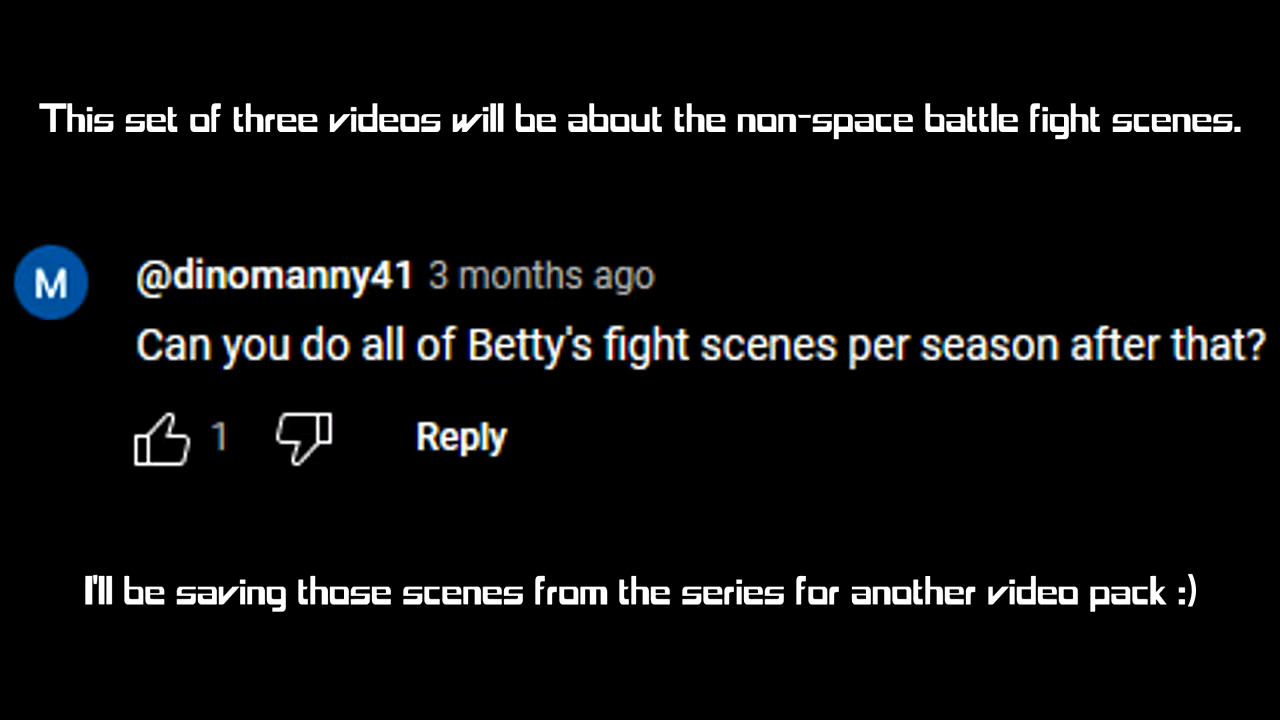 This set of three videos will be about the non-space battle fight scenes.
M
@dinomanny41 3 months ago
Can you do all of Betty's fight scenes per season after that?
1 Reply
I'll be saving those scenes from the series for another video pack :)